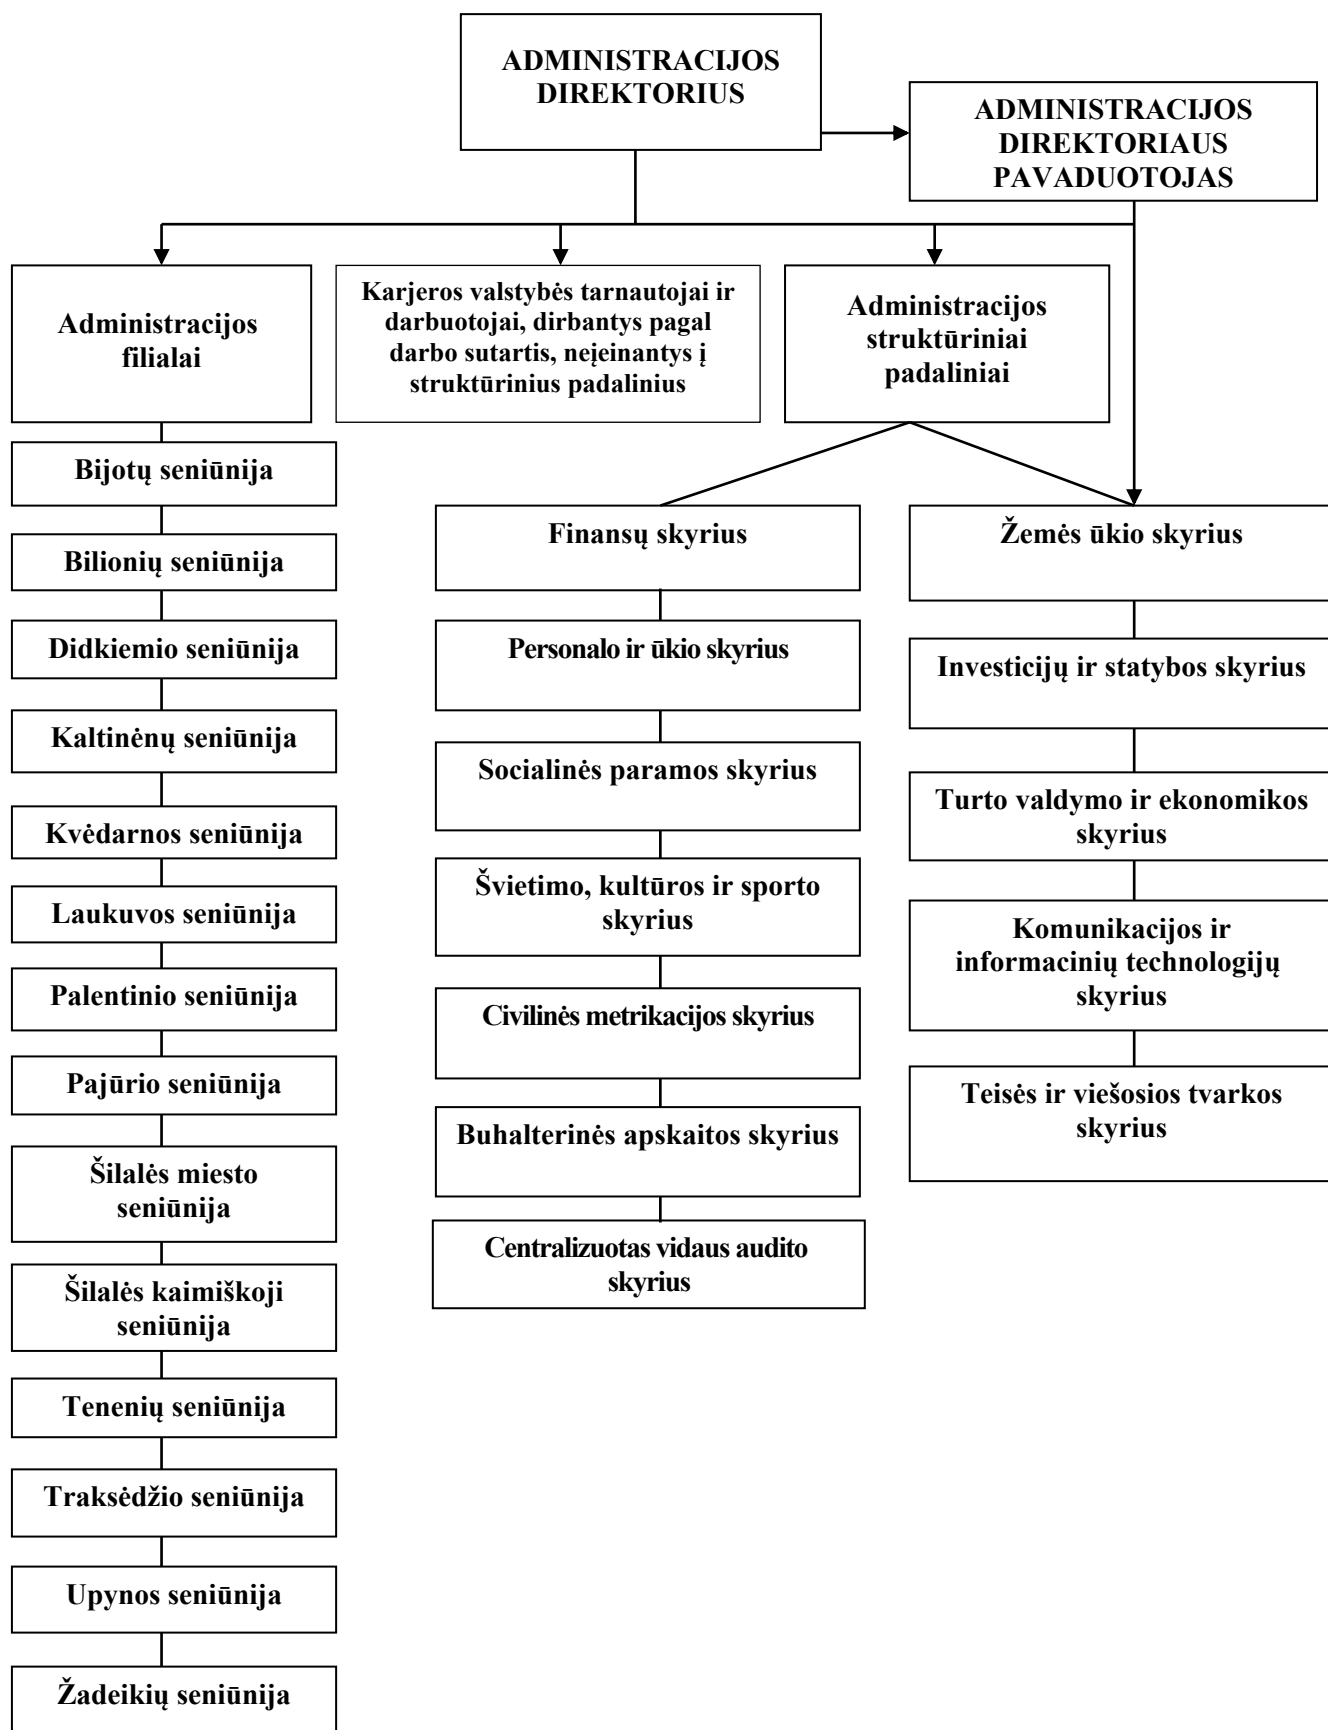 ADMINISTRACIJOS
DIREKTORIUS
ADMINISTRACIJOS
DIREKTORIAUS
PAVADUOTOJAS
Administracijos
filialai
Karjeros valstybės tarnautojai ir
darbuotojai, dirbantys pagal
darbo sutartis, neįeinantys į
struktūrinius padalinius
Administracijos
struktūriniai
padaliniai
Bijotų seniūnija
Bilionių seniūnija
Didkiemio seniūnija
Kaltinėnų seniūnija
Kvėdarnos seniūnija
Laukuvos seniūnija
Palentinio seniūnija
Pajūrio seniūnija
Šilalės miesto
seniūnija
Šilalės kaimiškoji
seniūnija
Tenenių seniūnija
Traksėdžio seniūnija
Upynos seniūnija
Žadeikių seniūnija
Finansų skyrius
Personalo ir ūkio skyrius
Socialinės paramos skyrius
Švietimo, kultūros ir sporto
skyrius
Civilinės metrikacijos skyrius
Buhalterinės apskaitos skyrius
Centralizuotas vidaus audito
skyrius
Žemės ūkio skyrius
Investicijų ir statybos skyrius
Turto valdymo ir ekonomikos
skyrius
Komunikacijos ir
informacinių technologijų
skyrius
Teisės ir viešosios tvarkos
skyrius